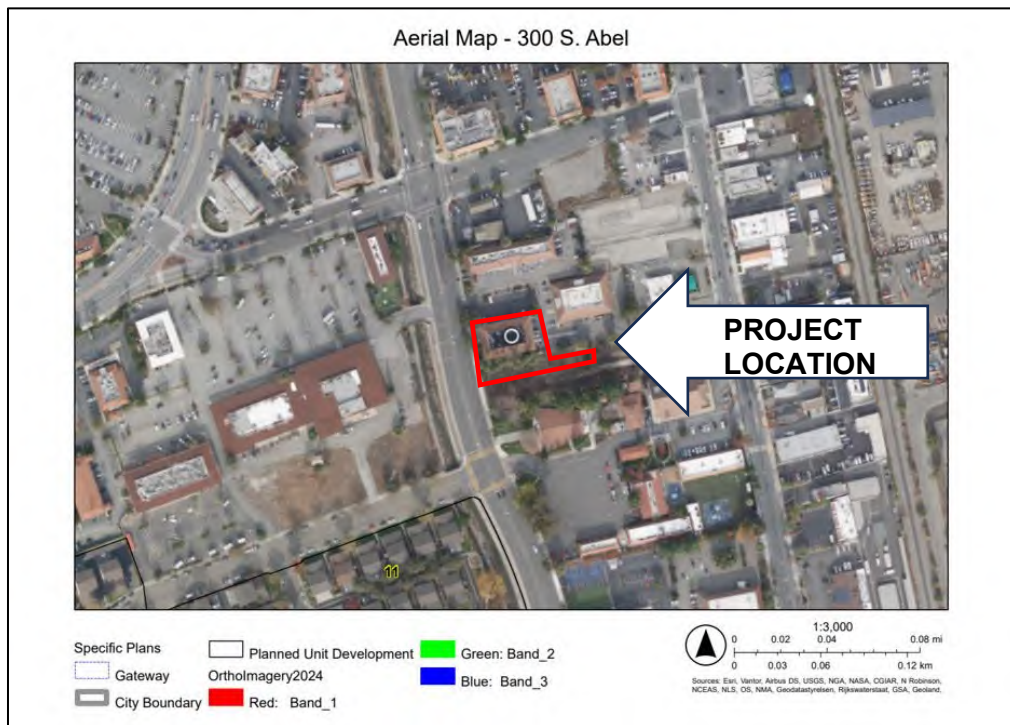 Aerial Map - 300 S. Abel
PROJECT
LOCATION
11
Specific Plans
Gateway
City Boundary
Planned Unit Development
OrthoImagery2024
Red: Band_1
Green: Band_2
Blue: Band_3
1:3,000
0 0.02 0.04 0.08 mi
0 0.03 0.06 0.12 km
Sources: Esri, Vantor, Airbus DS, USGS, NGA, NASA, CGIAR, N Robinson,
NCEAS, NLS, OS, NMA, Geodatastyrelsen, Rijkswaterstaat, GSA, Geoland,